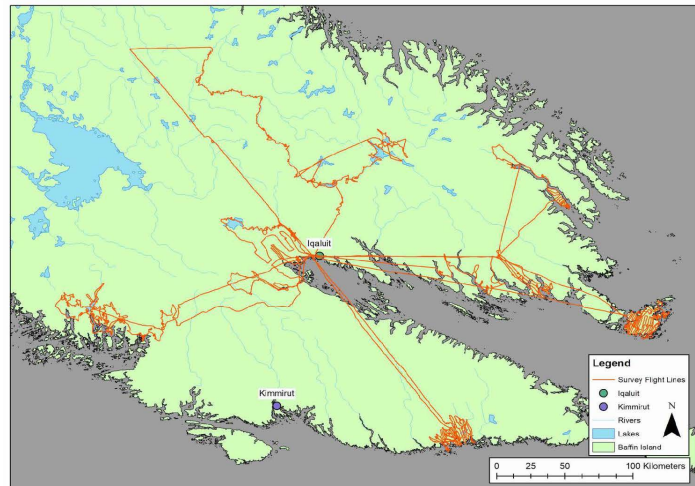 Iqaluit
Kimmirut
Legend
Survey Flight Lines
Iqaluit
Kimmirut
Rivers
Lakes
Baffin Island
N
0 25 50 100 Kilometers